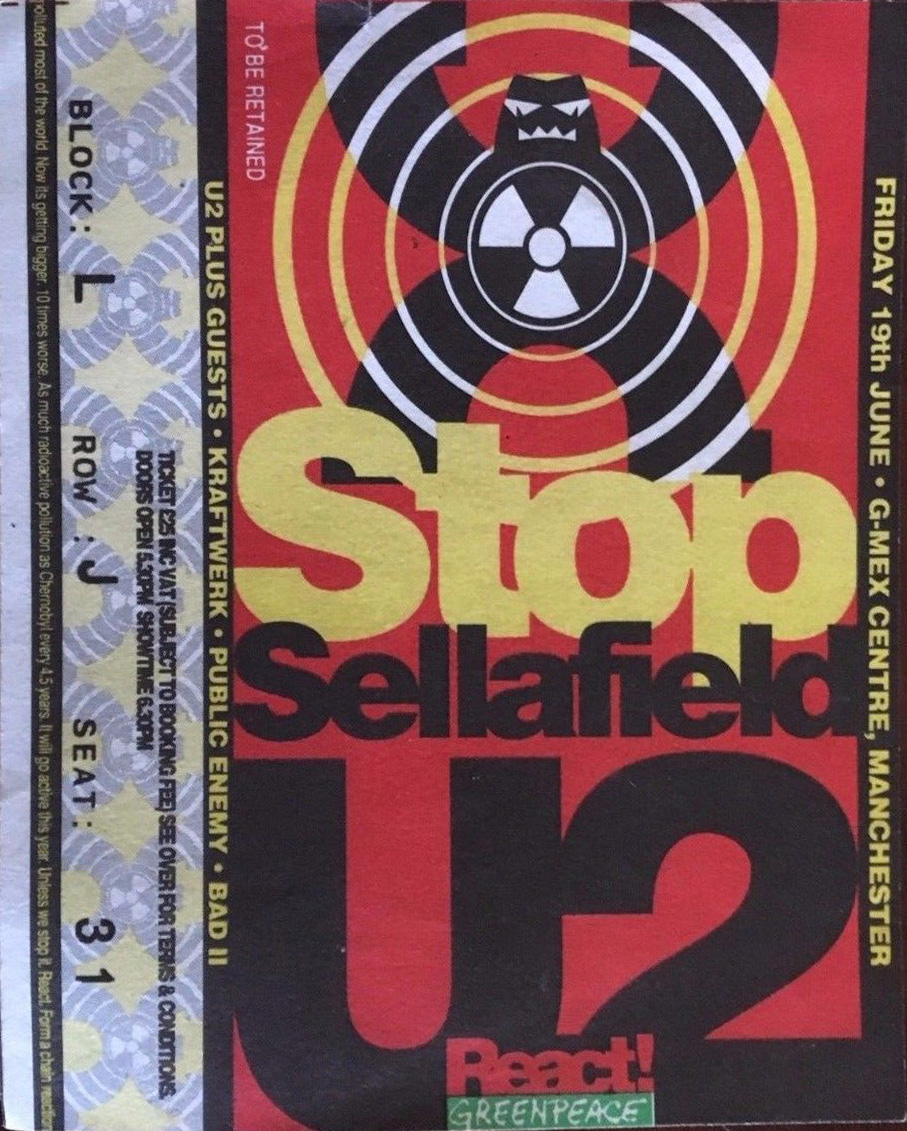 FRIDAY 19th JUNE • G-MEX CENTRE, MANCHESTER
TO BE RETAINED
Stop
Sellafield
U2
React!
GREENPEACE
U2 PLUS GUESTS • KRAFTWERK • PUBLIC ENEMY • BAD II
TICKET £25 INC VAT (SUBJECT TO BOOKING FEE) SEE OVER FOR TERMS & CONDITIONS.
DOORS OPEN 5.30PM SHOWTIME 6.30PM
BLOCK: L ROW : J SEAT: 31
polluted most of the world. Now its getting bigger. 10 times worse. As much radioactive pollution as Chernobyl every 4.5 years. It will go active this year. Unless we stop it. React. Form a chain reaction